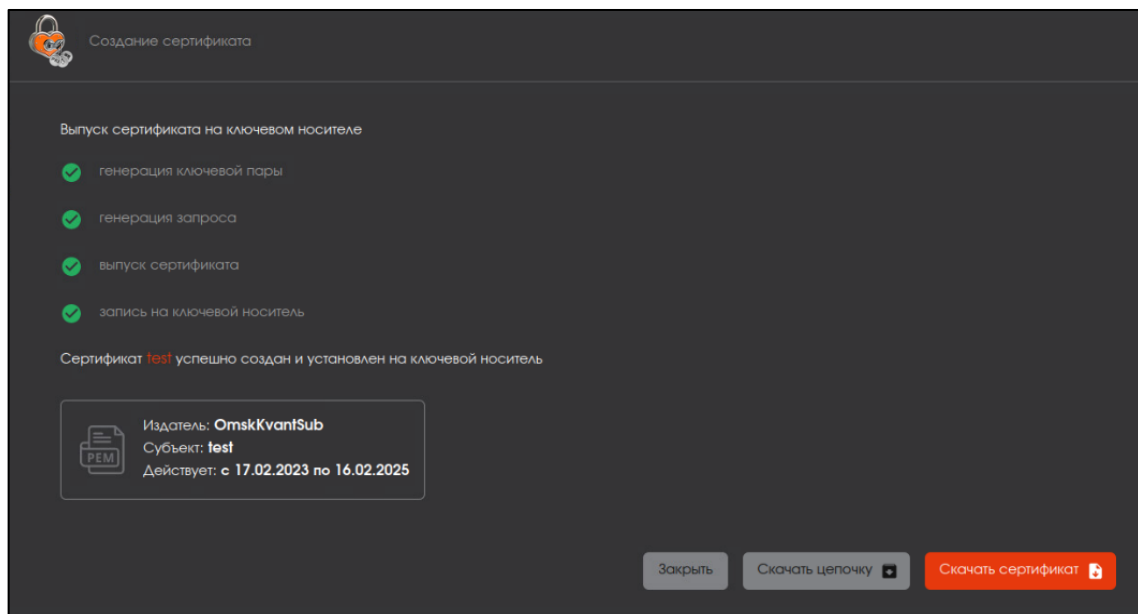 Создание сертификата
Выпуск сертификата на ключевом носителе
генерация ключевой пары
генерация запроса
выпуск сертификата
запись на ключевой носитель
Сертификат test успешно создан и установлен на ключевой носитель
Издатель: OmskKvantSub
Субъект: test
PEM
Действует: с 17.02.2023 по 16.02.2025
Закрыть Скачать цепочку Скачать сертификат